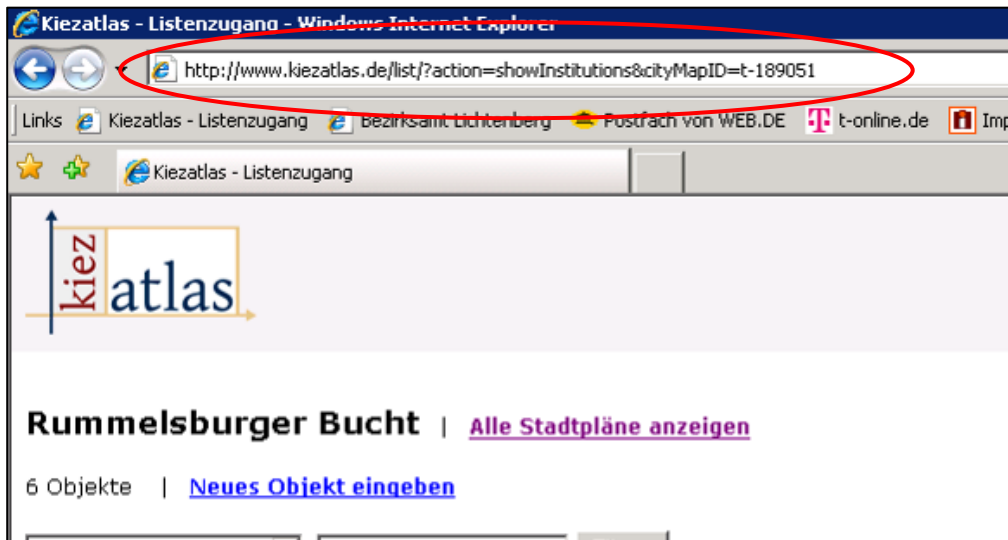 Kiezatlas - Listenzugang - Windows Internet Explorer
http://www.kiezatlas.de/list/?action=showInstitutions&cityMapID=t-189051
Links Kiezatlas - Listenzugang Bezirksamt Lichtenberg Postfach von WEB.DE t-online.de Imp
Kiezatlas - Listenzugang
kiez
atlas
Rummelsburger Bucht | Alle Stadtpläne anzeigen
6 Objekte | Neues Objekt eingeben